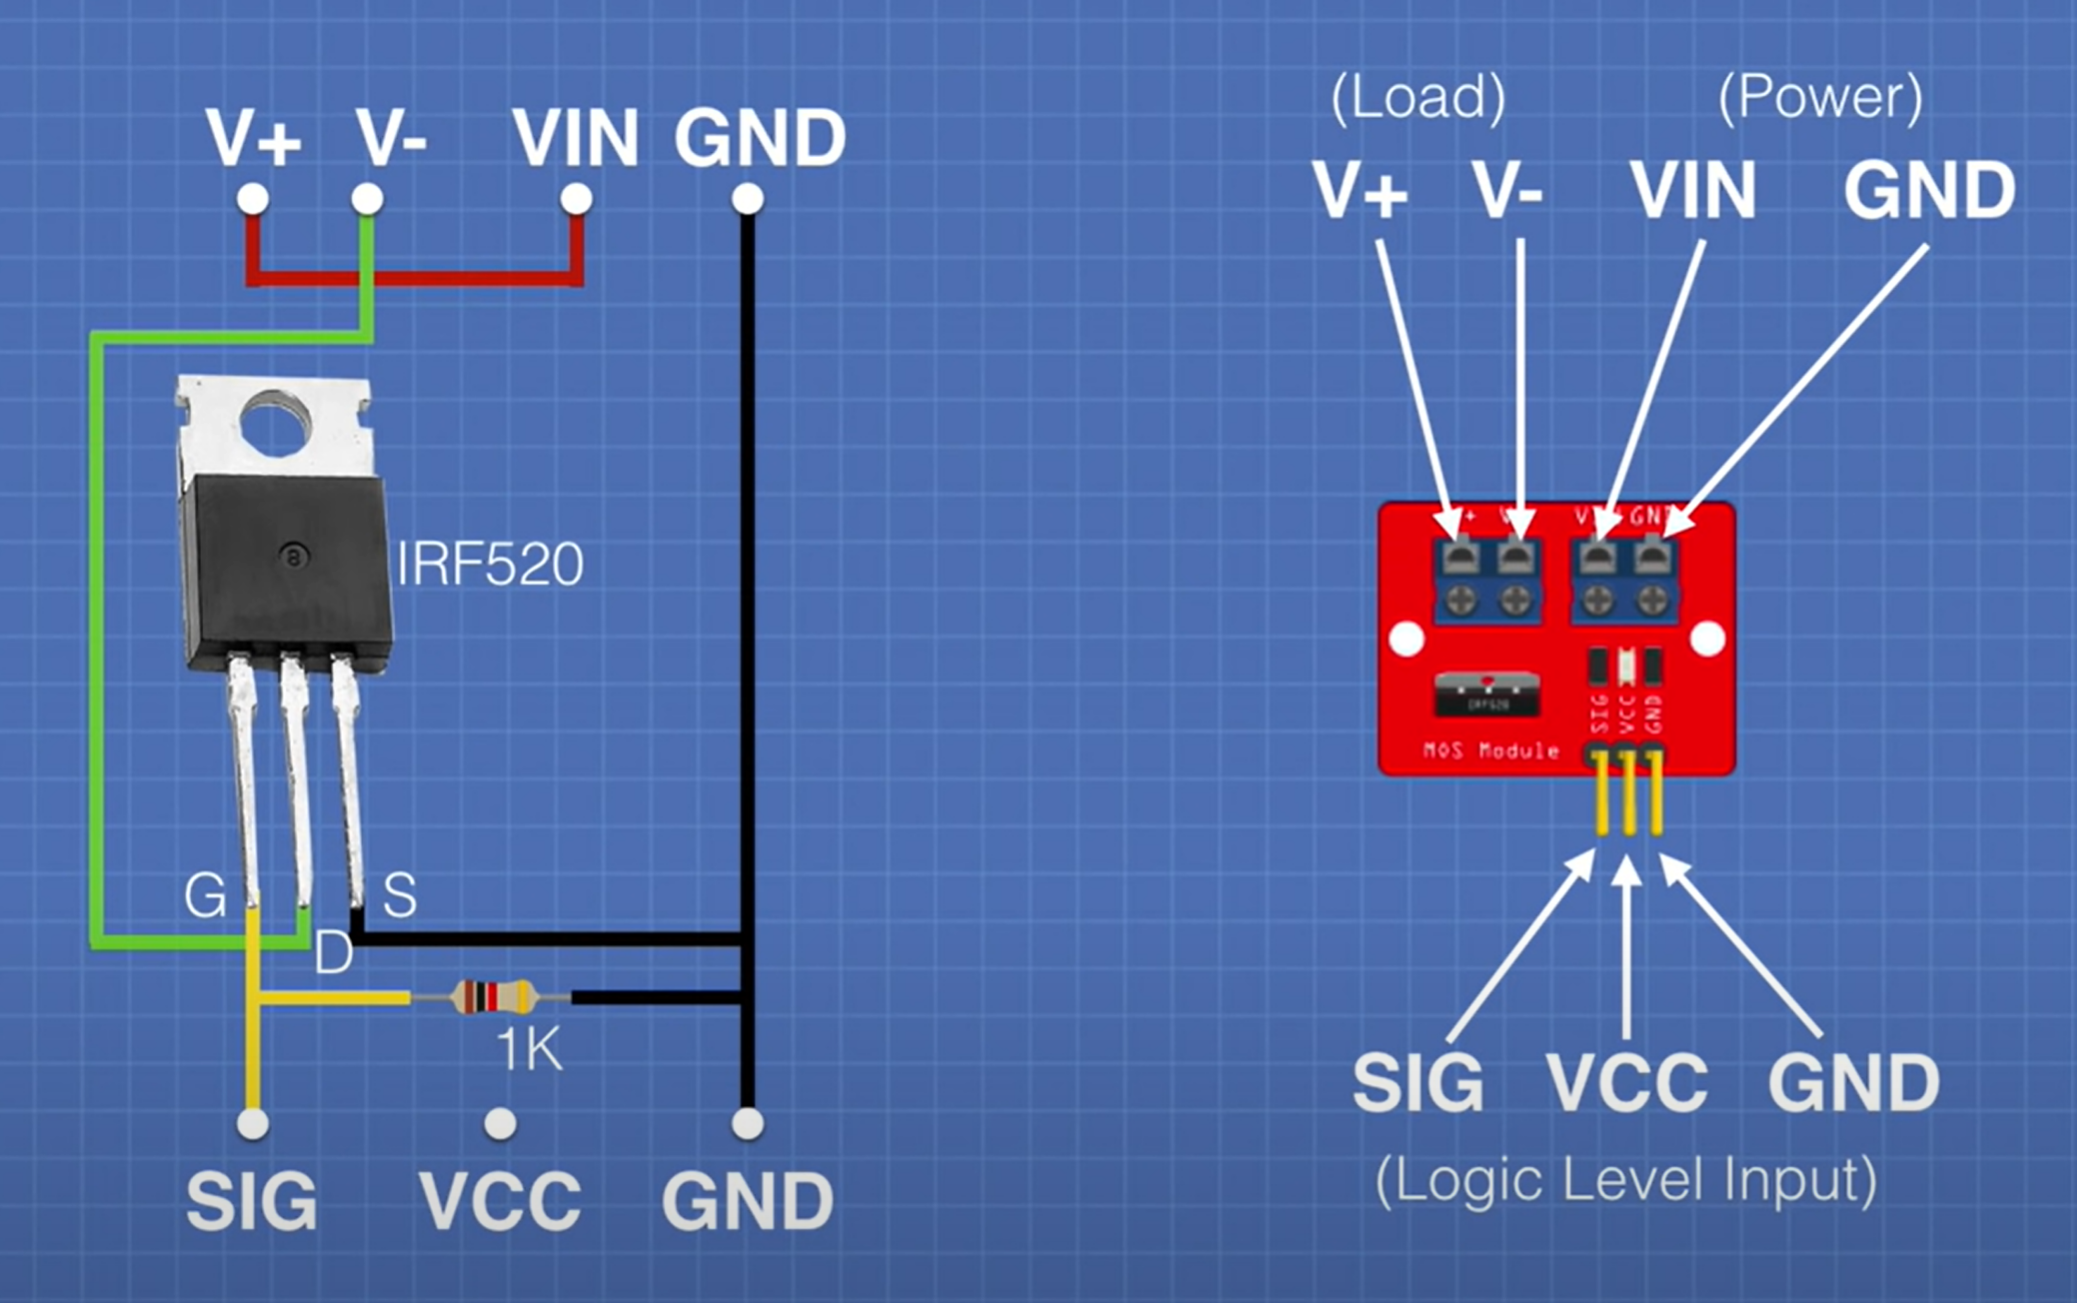 V+ V- VIN GND
IRF520
G
D
S
1K
SIG VCC GND
(Load) (Power)
V+ V- VIN GND
GND
IRF520
SIG
VCC
GND
MOS Module
SIG VCC GND
(Logic Level Input)